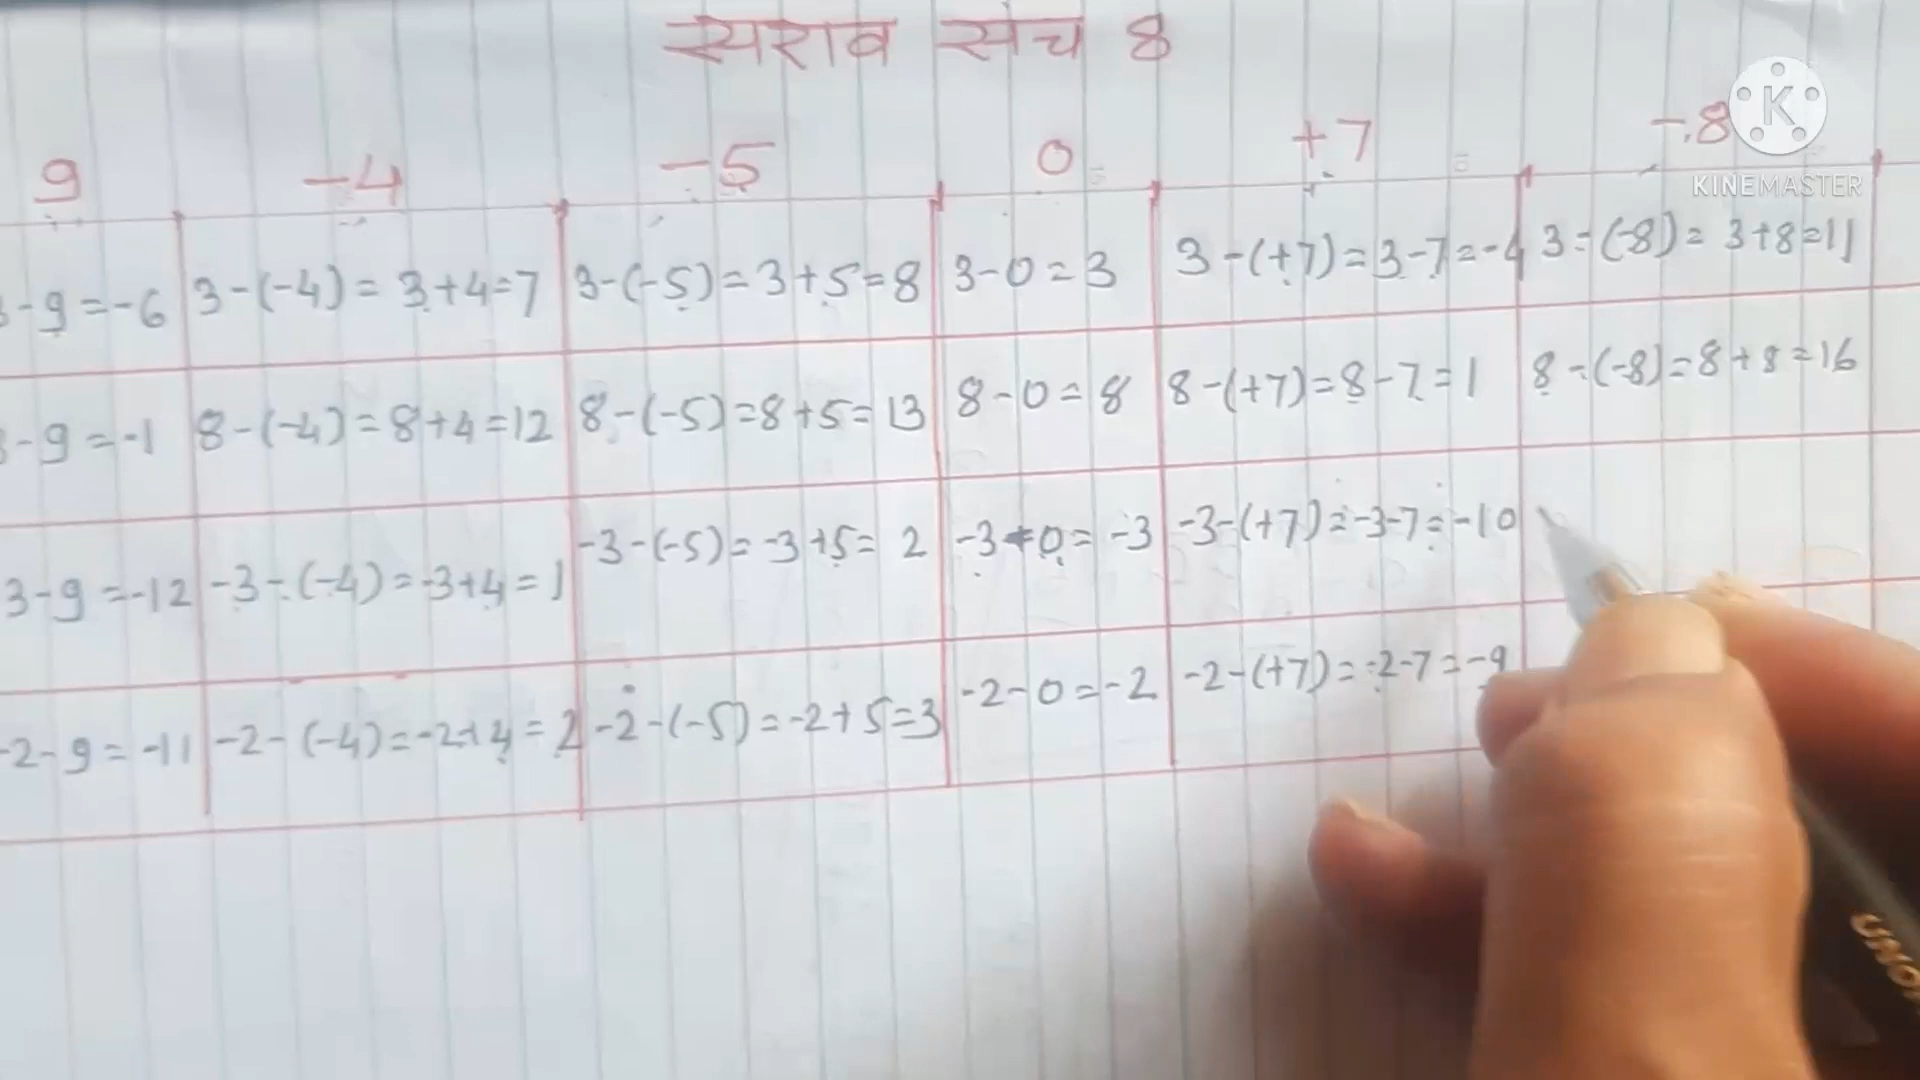 सराव संच 8
9 -4 -5 0 +7 -8
3-9=-6 3-(-4)= 3+4=7 3-(-5)=3+5=8 3-0=3 3-(+7)=3-7=-4 3-(-8)= 3+8=11
8-9=-1 8-(-4)=8+4=12 8-(-5)=8+5=13 8-0=8 8-(+7)=8-7=1 8-(-8)=8+8=16
3-9=-12 -3-(-4)=-3+4=1 -3-(-5)=-3+5= 2 -3-0=-3 -3-(+7)=-3-7=-10
-2-9=-11 -2-(-4)=-2+4=2 -2-(-5)=-2+5=3 -2-0=-2 -2-(+7)=-2-7=-9
KINEMASTER